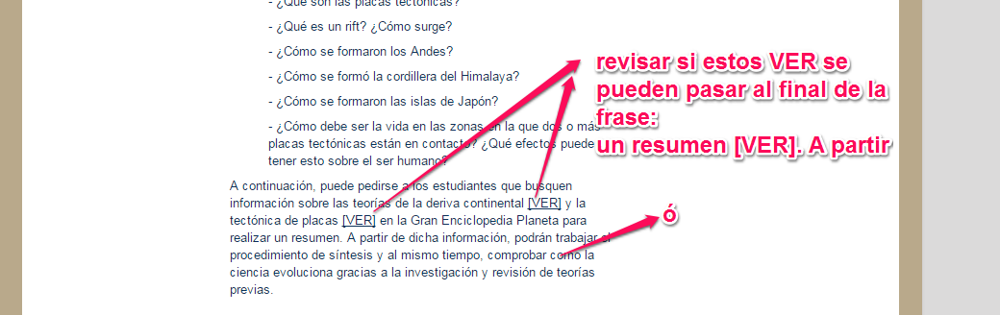 - ¿Qué son las placas tectónicas?
- ¿Qué es un rift? ¿Cómo surge?
- ¿Cómo se formaron los Andes?
- ¿Cómo se formó la cordillera del Himalaya?
- ¿Cómo se formaron las islas de Japón?
- ¿Cómo debe ser la vida en las zonas en la que dos o más
placas tectónicas están en contacto? ¿Qué efectos puede
tener esto sobre el ser humano?
A continuación, puede pedirse a los estudiantes que busquen
información sobre las teorías de la deriva continental [VER] y la
tectónica de placas [VER] en la Gran Enciclopedia Planeta para
realizar un resumen. A partir de dicha información, podrán trabajar el
procedimiento de síntesis y al mismo tiempo, comprobar como la
ciencia evoluciona gracias a la investigación y revisión de teorías
previas.
revisar si estos VER se
pueden pasar al final de la
frase:
un resumen [VER]. A partir
ó